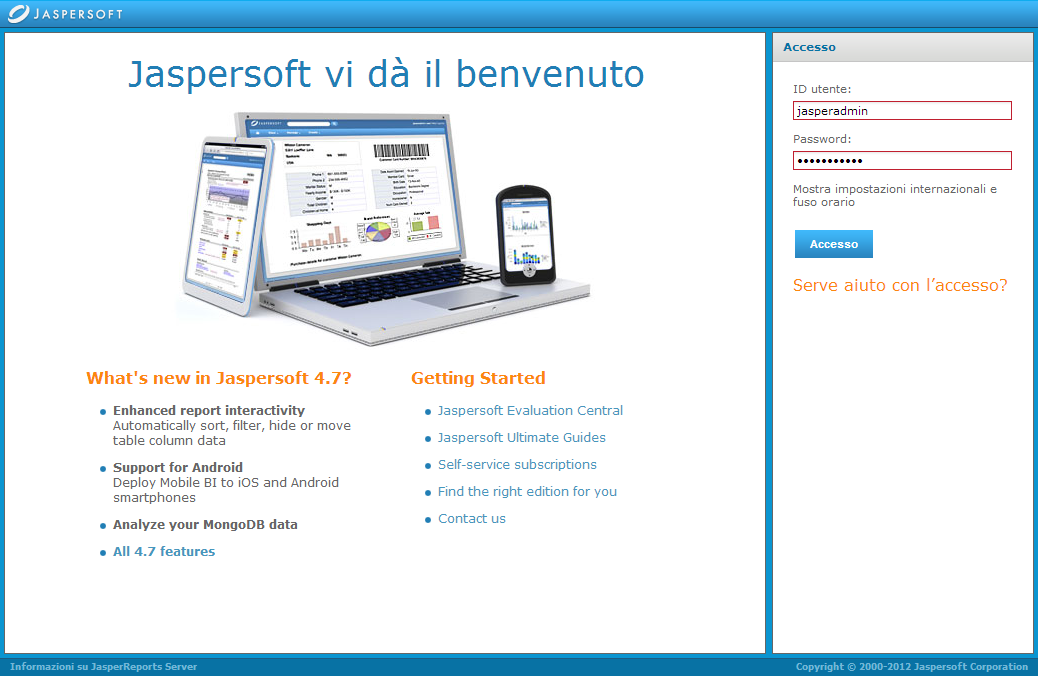 JASPERSOFT
Jaspersoft vi dà il benvenuto
What's new in Jaspersoft 4.7?
Enhanced report interactivity
Automatically sort, filter, hide or move
table column data
Support for Android
Deploy Mobile BI to iOS and Android
smartphones
Analyze your MongoDB data
All 4.7 features
Getting Started
Jaspersoft Evaluation Central
Jaspersoft Ultimate Guides
Self-service subscriptions
Find the right edition for you
Contact us
Accesso
ID utente:
jasperadmin
Password:
•••••••••••
Mostra impostazioni internazionali e
fuso orario
Accesso
Serve aiuto con l’accesso?
Informazioni su JasperReports Server
Copyright © 2000-2012 Jaspersoft Corporation